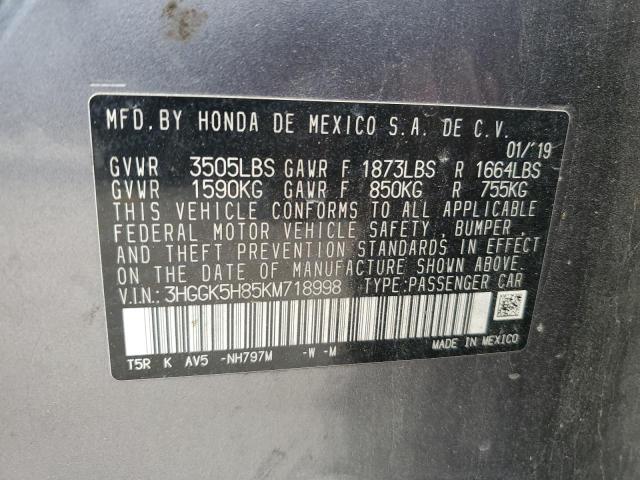 MFD. BY HONDA DE MEXICO S.A. DE C.V.
01/'19
GVWR 3505LBS GAWR F 1873LBS R 1664LBS
GVWR 1590KG GAWR F 850KG R 755KG
THIS VEHICLE CONFORMS TO ALL APPLICABLE
FEDERAL MOTOR VEHICLE SAFETY, BUMPER,
AND THEFT PREVENTION STANDARDS IN EFFECT
ON THE DATE OF MANUFACTURE SHOWN ABOVE.
V.I.N.: 3HGGK5H85KM718998 TYPE:PASSENGER CAR
T5R K AV5 -NH797M -W -M MADE IN MEXICO